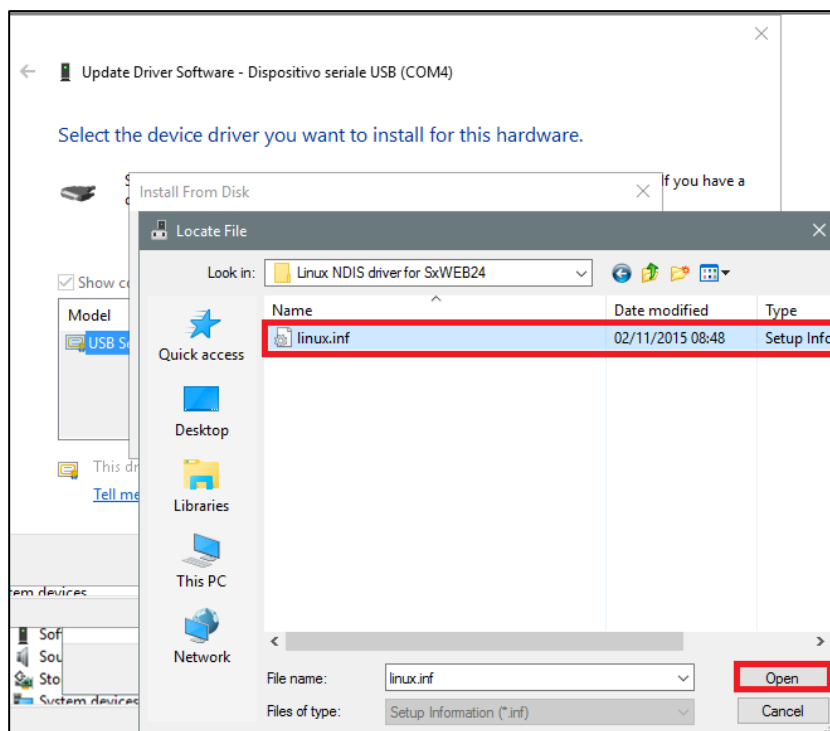 Update Driver Software - Dispositivo seriale USB (COM4)
Select the device driver you want to install for this hardware.
If you have a
Install From Disk
Locate File
Look in: Linux NDIS driver for SxWEB24
Show
Model
USB
Name Date modified Type
linux.inf 02/11/2015 08:48 Setup Info
Quick access
Desktop
Libraries
This PC
Network
This
Tell me
devices
Sof
Sou
Sto
System devices
File name: linux.inf Open
Files of type: Setup Information (*.inf) Cancel